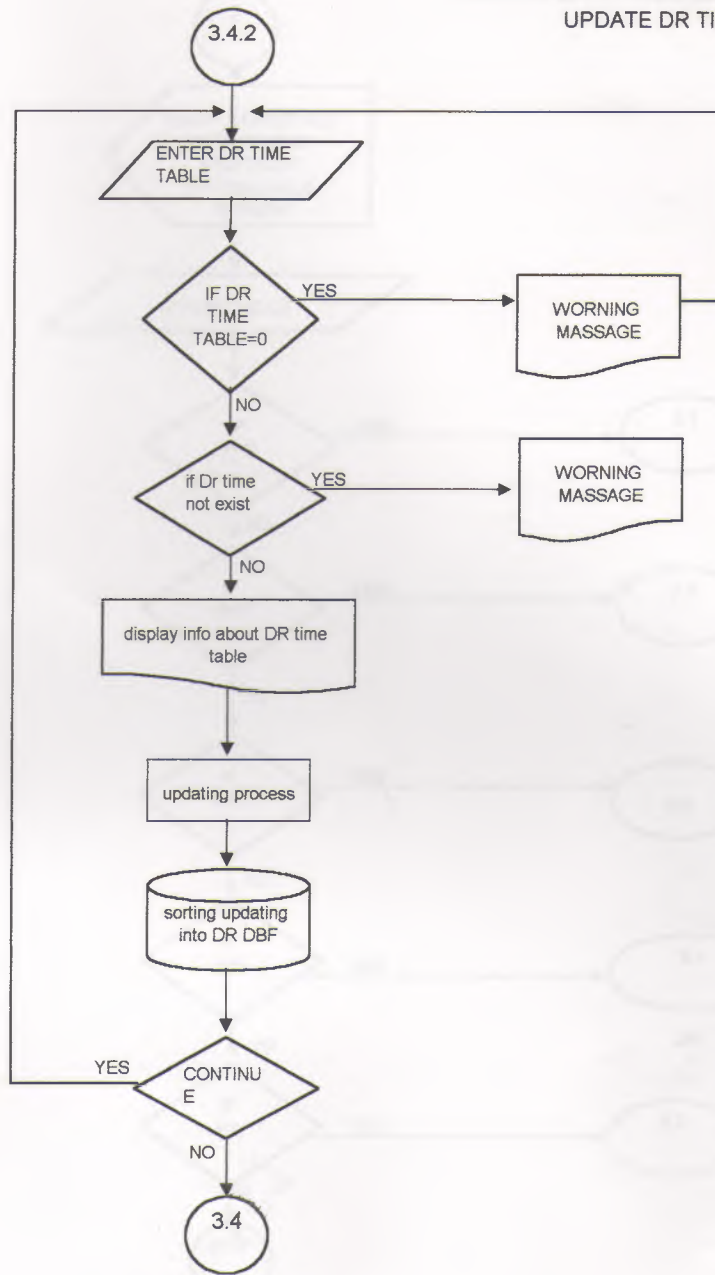 UPDATE DR TI
3.4.2
ENTER DR TIME
TABLE
IF DR
TIME
TABLE=0
YES
WORNING
MASSAGE
NO
if Dr time
not exist
YES
WORNING
MASSAGE
NO
display info about DR time
table
updating process
sorting updating
into DR DBF
YES
CONTINU
E
NO
3.4